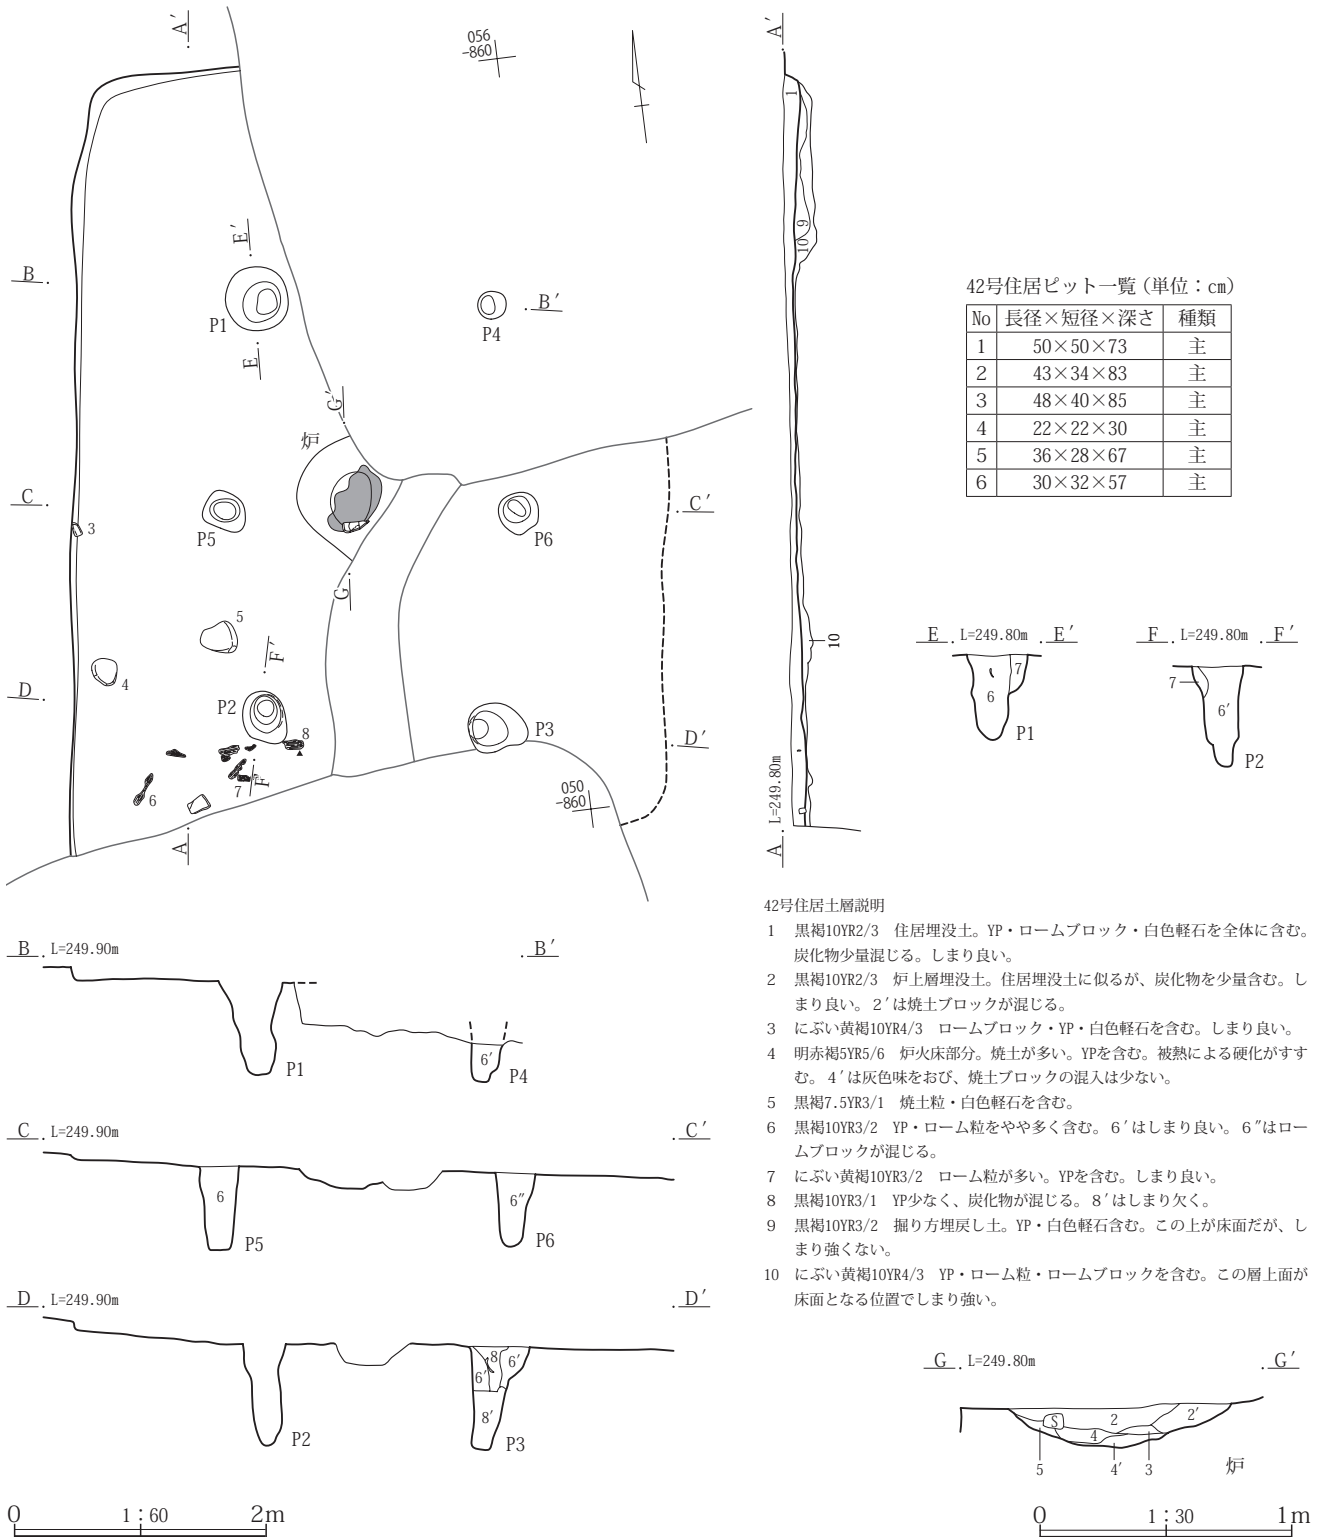 A′
056
-860
A′
1
E′
B
9
10
B′
P1
P4
E
G′
炉
42号住居ピット一覧（単位：cm）
No 長径×短径×深さ 種類
1 50×50×73 主
2 43×34×83 主
3 48×40×85 主
4 22×22×30 主
5 36×28×67 主
6 30×32×57 主
C
C′
3
P5
P6
G
5
F′
10
4
D
P2
P3
8
D′
6
7
F
050
-860
A
A . L=249.80m
E . L=249.80m . E′
7
6
P1
F . L=249.80m . F′
7
6′
P2
B . L=249.90m . B′
P1
6′
P4
C . L=249.90m . C′
6
P5
6″
P6
D . L=249.90m . D′
P2
8
6′
6′
8′
P3
42号住居土層説明
1 黒褐10YR2/3 住居埋没土。YP・ロームブロック・白色軽石を全体に含む。
炭化物少量混じる。しまり良い。
2 黒褐10YR2/3 炉上層埋没土。住居埋没土に似るが、炭化物を少量含む。し
まり良い。2′は焼土ブロックが混じる。
3 にぶい黄褐10YR4/3 ロームブロック・YP・白色軽石を含む。しまり良い。
4 明赤褐5YR5/6 炉火床部分。焼土が多い。YPを含む。被熱による硬化がすす
む。4′は灰色味をおび、焼土ブロックの混入は少ない。
5 黒褐7.5YR3/1 焼土粒・白色軽石を含む。
6 黒褐10YR3/2 YP・ローム粒をやや多く含む。6′はしまり良い。6″はロー
ムブロックが混じる。
7 にぶい黄褐10YR3/2 ローム粒が多い。YPを含む。しまり良い。
8 黒褐10YR3/1 YP少なく、炭化物が混じる。8′はしまり欠く。
9 黒褐10YR3/2 掘り方埋戻し土。YP・白色軽石含む。この上が床面だが、し
まり強くない。
10 にぶい黄褐10YR4/3 YP・ローム粒・ロームブロックを含む。この層上面が
床面となる位置でしまり強い。
G . L=249.80m . G′
S
2
2′
4
5
4′
3
炉
0 1：60 2m
0 1：30 1m